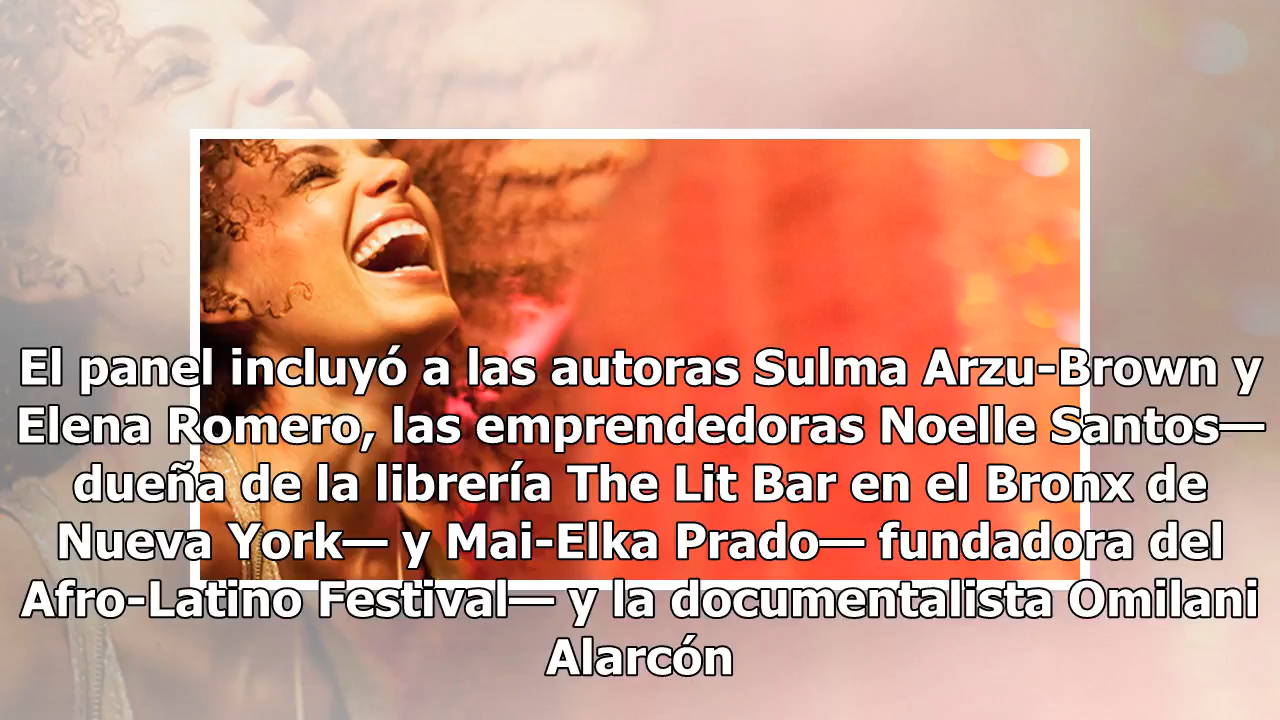 El panel incluyó a las autoras Sulma Arzu-Brown y
Elena Romero, las emprendedoras Noelle Santos—
dueña de la librería The Lit Bar en el Bronx de
Nueva York— y Mai-Elka Prado— fundadora del
Afro-Latino Festival— y la documentalista Omilani
Alarcón